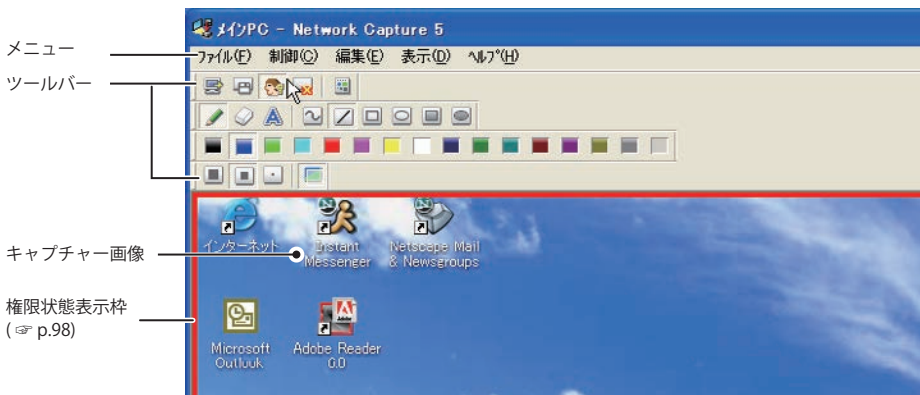 メインPC - Network Capture 5
メニュー
ファイル(F) 制御(C) 編集(E) 表示(D) ヘルプ(H)
ツールバー
A
キャプチャー画像
インターネット
Instant Messenger
Netscape Mail & Newsgroups
権限状態表示枠
(☞ p.98)
Microsoft Outlook
Adobe Reader 6.0